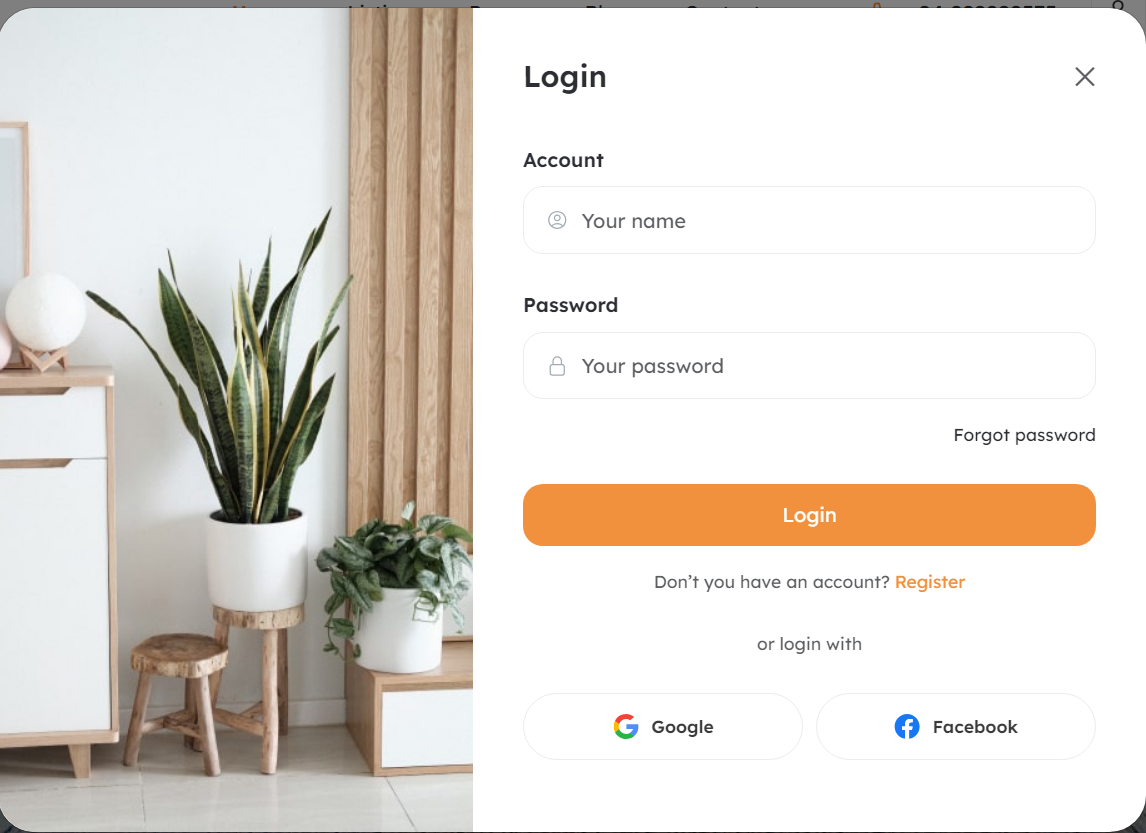 Login
Account
Your name
Password
Your password
Forgot password
Login
Don’t you have an account? Register
or login with
Google
Facebook